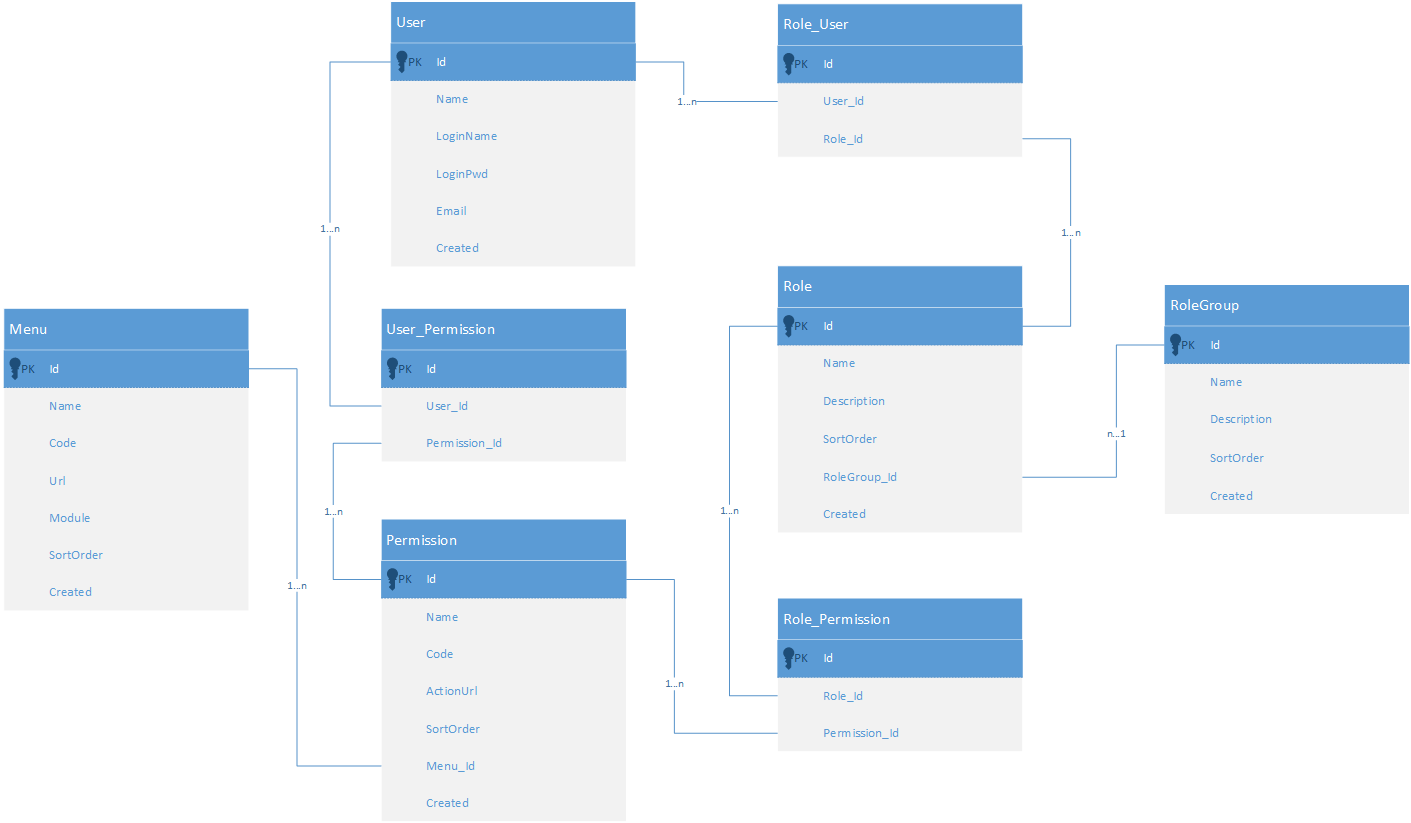 User
PK Id
Name
LoginName
LoginPwd
Email
Created
Role_User
PK Id
User_Id
Role_Id
1...n
1...n
1...n
Menu
PK Id
Name
Code
Url
Module
SortOrder
Created
User_Permission
PK Id
User_Id
Permission_Id
Role
PK Id
Name
Description
SortOrder
RoleGroup_Id
Created
RoleGroup
PK Id
Name
Description
SortOrder
Created
n...1
1...n
1...n
1...n
1...n
Permission
PK Id
Name
Code
ActionUrl
SortOrder
Menu_Id
Created
Role_Permission
PK Id
Role_Id
Permission_Id